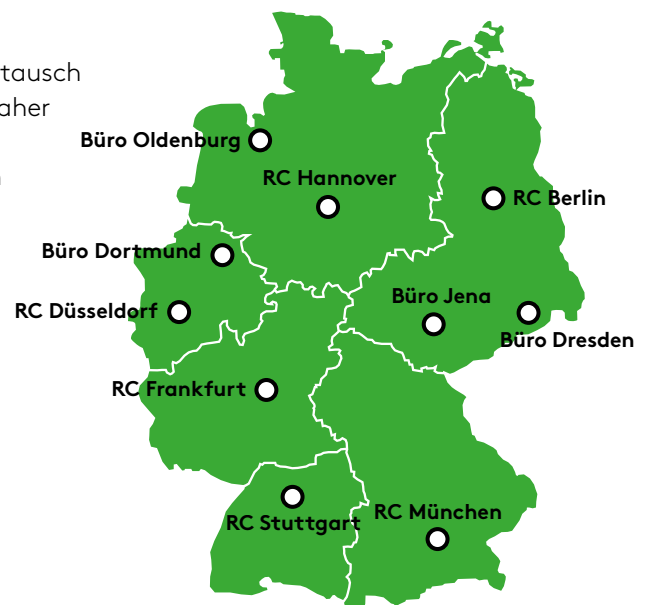 tausch
aher
Büro Oldenburg
RC Hannover
RC Berlin
Büro Dortmund
Büro Jena
RC Düsseldorf
Büro Dresden
RC Frankfurt
RC München
RC Stuttgart